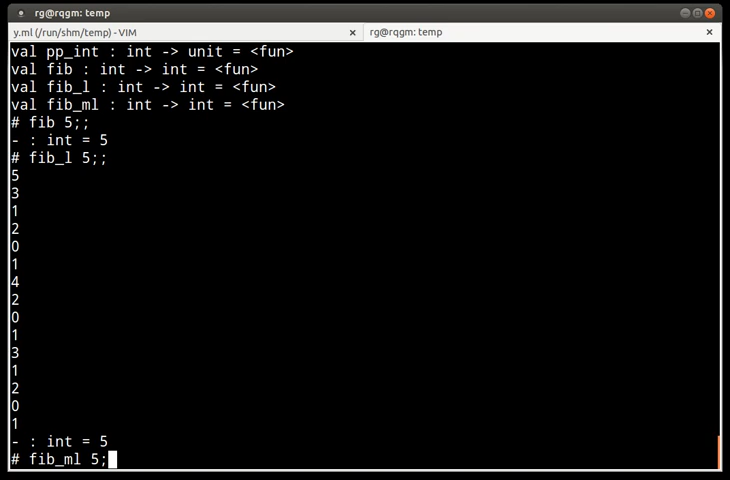 rg@rqgm: temp
y.ml (/run/shm/temp) - VIM × rg@rqgm: temp ×
val pp_int : int -> unit = <fun>
val fib : int -> int = <fun>
val fib_l : int -> int = <fun>
val fib_ml : int -> int = <fun>
# fib 5;;
- : int = 5
# fib_l 5;;
5
3
1
2
0
1
4
2
0
1
3
1
2
0
1
- : int = 5
# fib_ml 5;